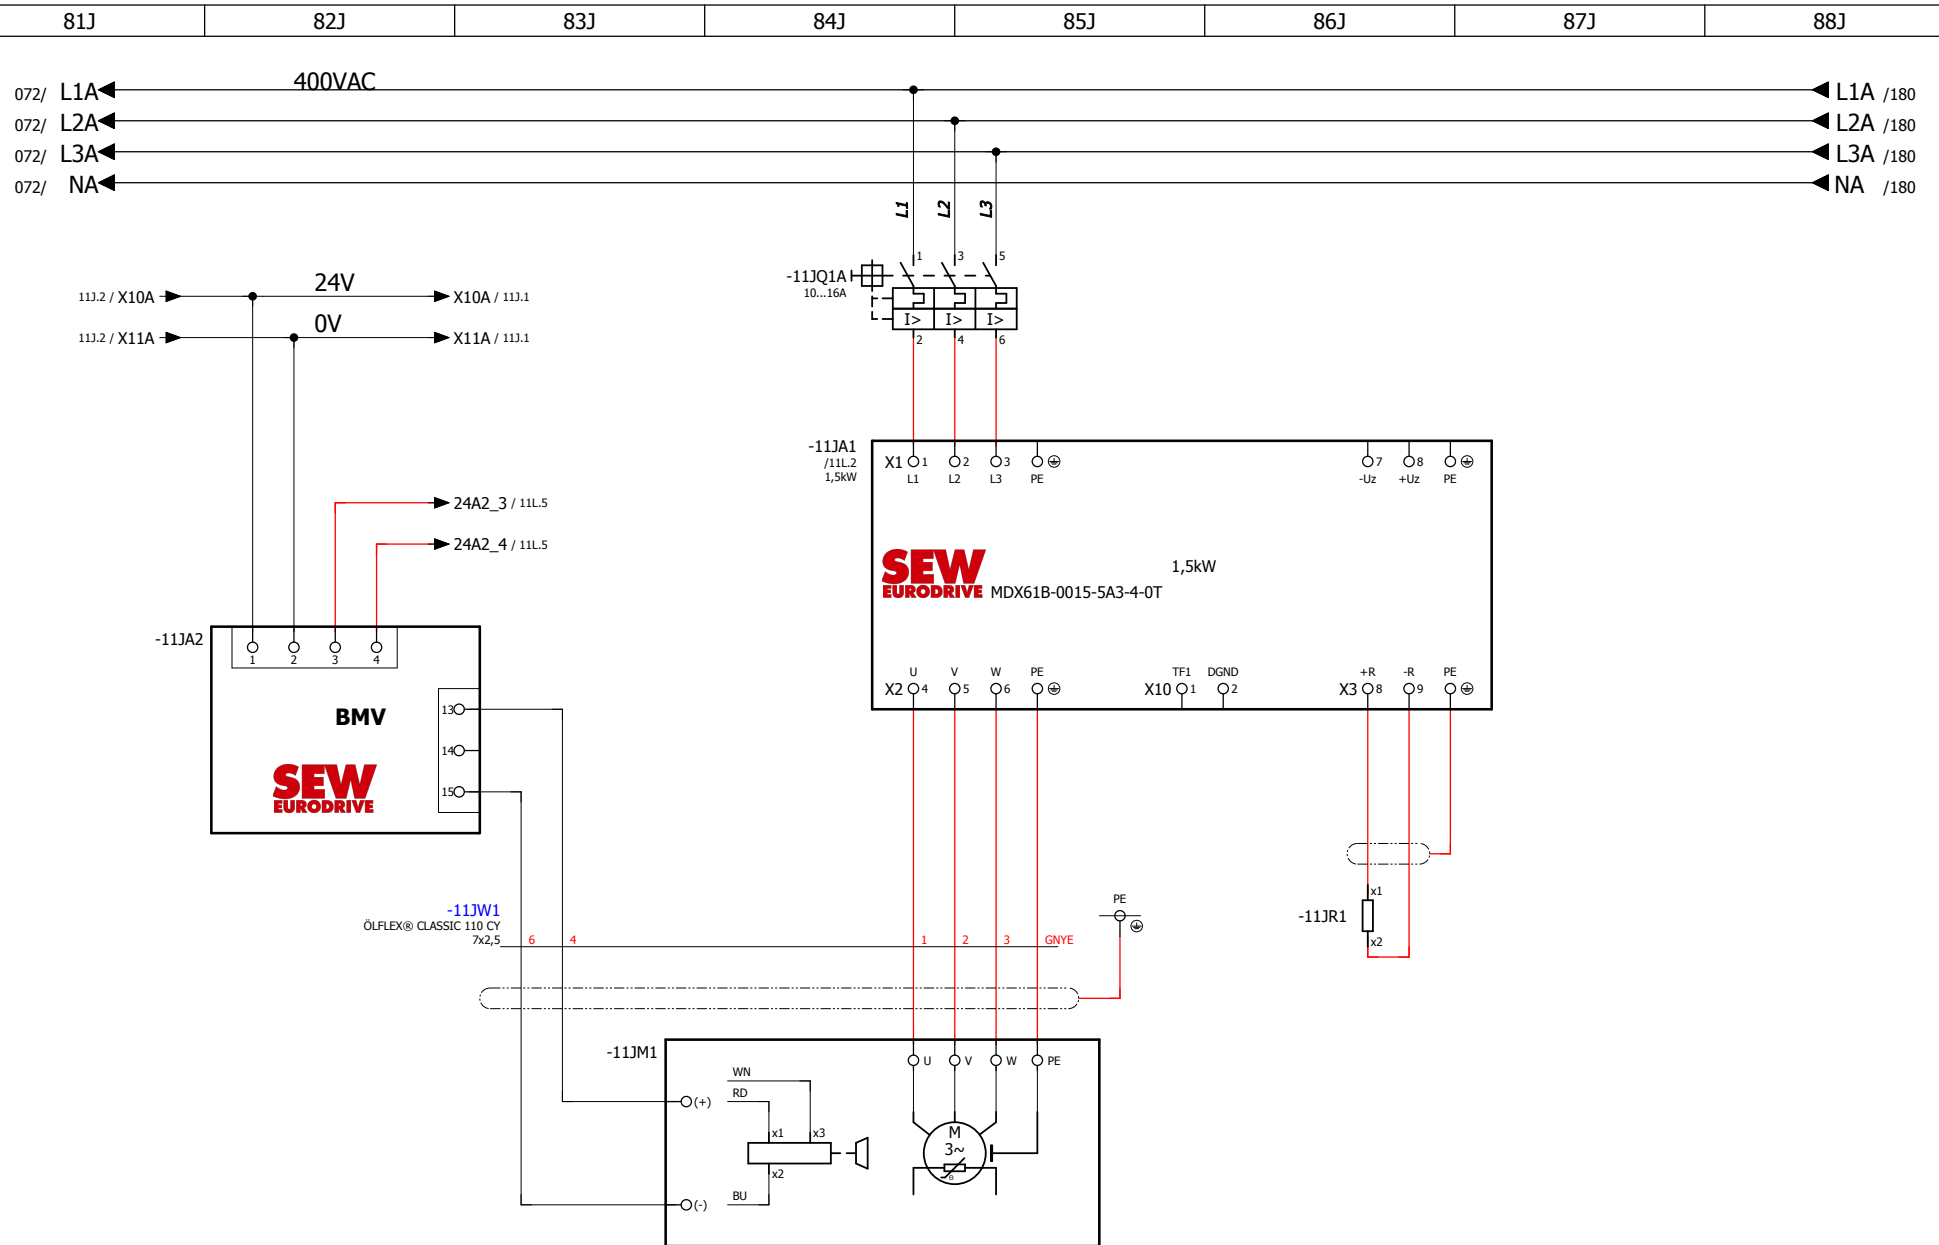 81J 82J 83J 84J 85J 86J 87J 88J
400VAC
072/ L1A L1A /180
072/ L2A L2A /180
072/ L3A L3A /180
072/ NA NA /180
L1 L2 L3
-11JQ1A
10...16A
1 3 5
I> I> I>
2 4 6
24V
11J.2 / X10A X10A / 11J.1
0V
11J.2 / X11A X11A / 11J.1
24A2_3 / 11L.5
24A2_4 / 11L.5
-11JA1
/11L.2
1,5kW
X1 1 2 3 7 8
L1 L2 L3 PE -Uz +Uz PE
1,5kW
SEW
EURODRIVE MDX61B-0015-5A3-4-0T
U V W PE TF1 DGND +R -R PE
X2 4 5 6 X10 1 2 X3 8 9
-11JA2
1 2 3 4
BMV
13
14
15
SEW
EURODRIVE
-11JW1
ÖLFLEX® CLASSIC 110 CY
7x2,5 6 4 1 2 3 GNYE
PE
-11JR1
x1
x2
-11JM1
U V W PE
WN
RD
(+)
x1 x3
x2
BU
(-)
M
3~
θ